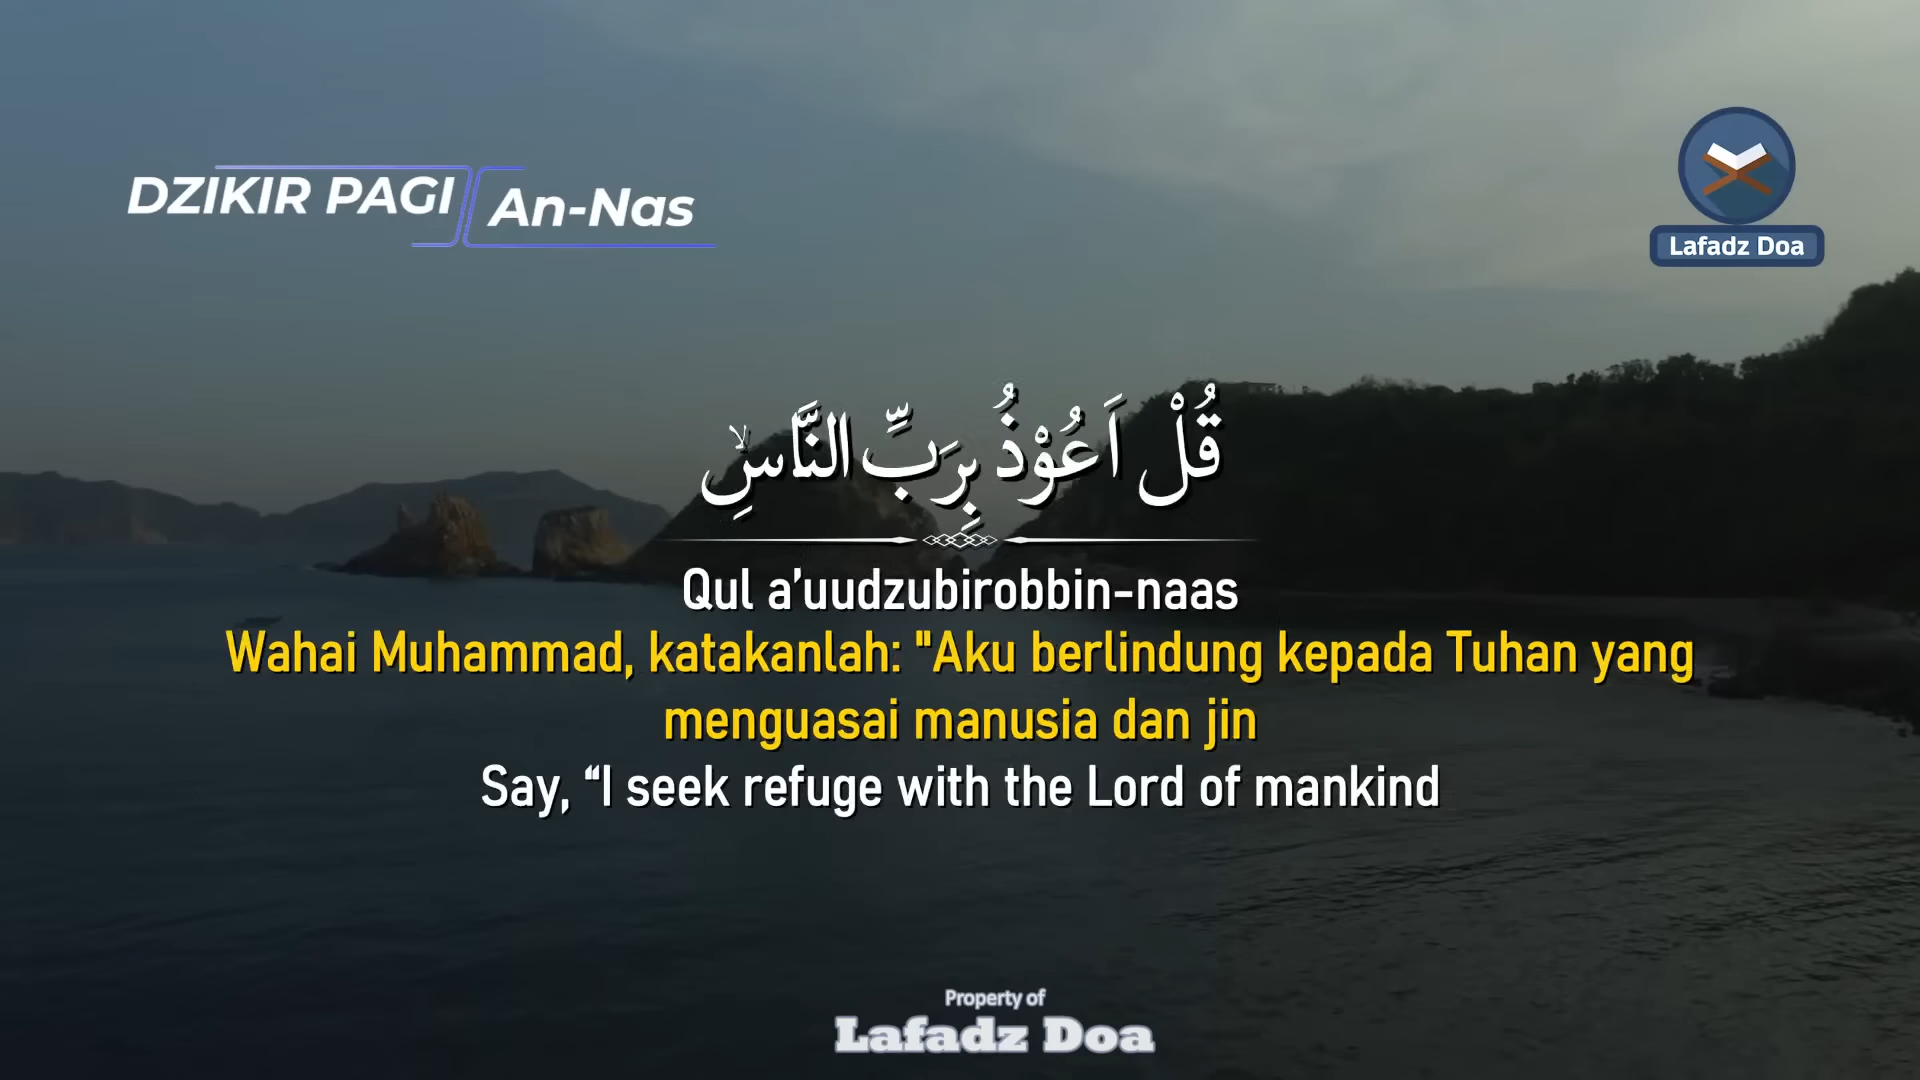 DZIKIR PAGI
An-Nas
Lafadz Doa
قُلْ اَعُوْذُ بِرَبِّ النَّاسِۙ
Qul a’uudzubirobbin-naas
Wahai Muhammad, katakanlah: "Aku berlindung kepada Tuhan yang
menguasai manusia dan jin
Say, “I seek refuge with the Lord of mankind
Property of
Lafadz Doa